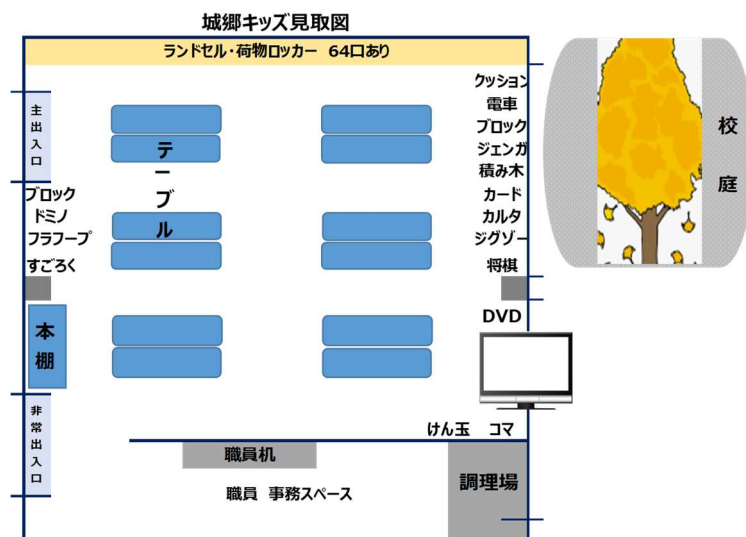 城郷キッズ見取図
ランドセル・荷物ロッカー 64口あり
主出入口
テーブル
クッション
電車
ブロック
ジェンガ
積み木
カード
カルタ
ジグゾー
将棋
校庭
ブロック
ドミノ
フラフープ
すごろく
本棚
DVD
非常出入口
けん玉 コマ
職員机
職員 事務スペース
調理場